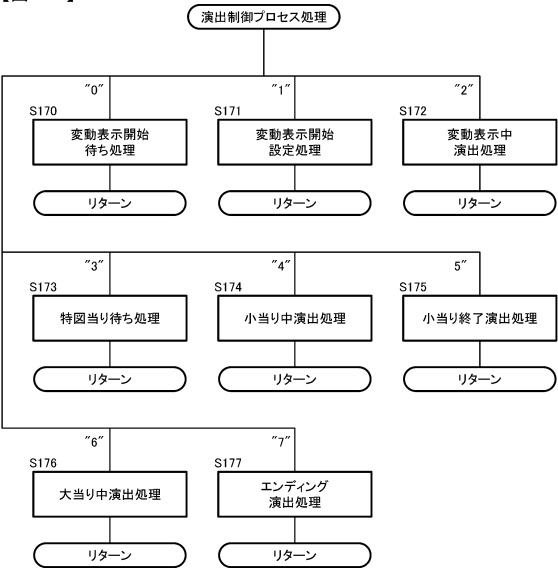 演出制御プロセス処理
"0"
"1"
"2"
S170
S171
S172
変動表示開始
待ち処理
変動表示開始
設定処理
変動表示中
演出処理
リターン
リターン
リターン
"3"
"4"
5"
S173
S174
S175
特図当り待ち処理
小当り中演出処理
小当り終了演出処理
リターン
リターン
リターン
"6"
"7"
S176
S177
大当り中演出処理
エンディング
演出処理
リターン
リターン